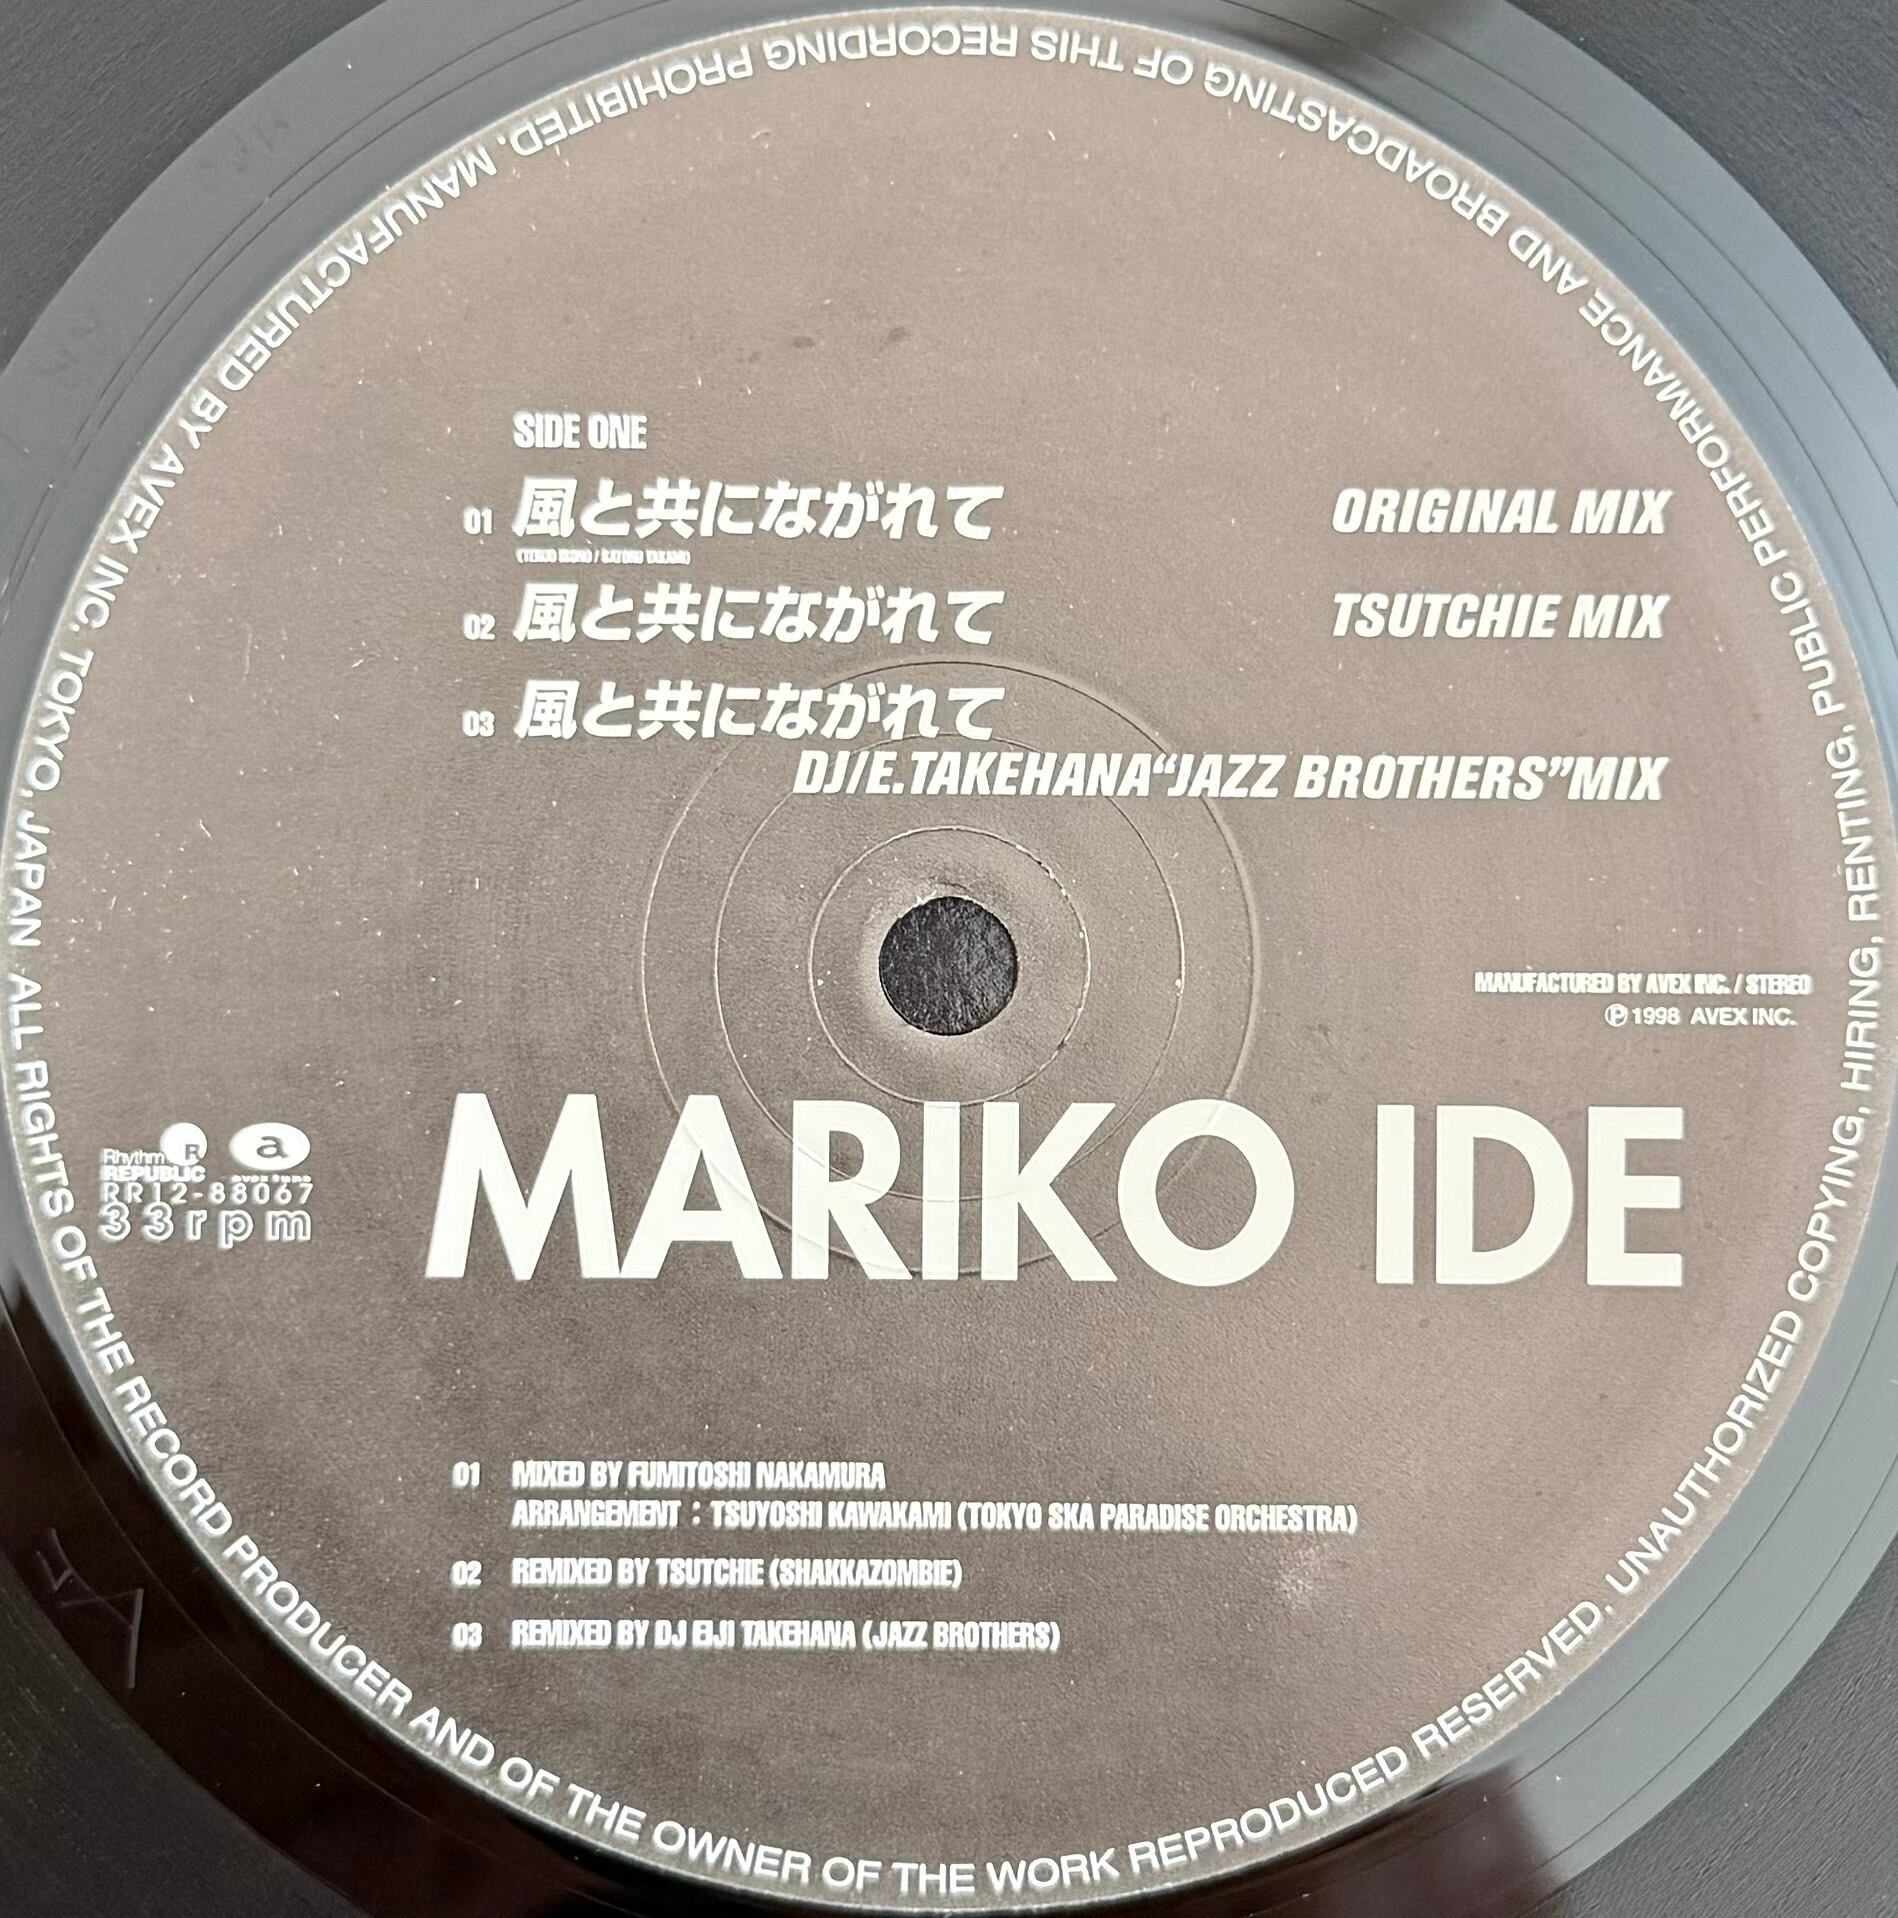 SIDE ONE
01 風と共にながれて ORIGINAL MIX
02 風と共にながれて TSUTCHIE MIX
03 風と共にながれて
DJ/E.TAKEHANA“JAZZ BROTHERS”MIX
MANUFACTURED BY AVEX INC. / STEREO
Ⓟ 1998 AVEX INC.
MARIKO IDE
Rhythm R
REPUBLIC
a
avex tune
RR12-88067
33rpm
01 MIXED BY FUMITOSHI NAKAMURA
ARRANGEMENT : TSUYOSHI KAWAKAMI (TOKYO SKA PARADISE ORCHESTRA)
02 REMIXED BY TSUTCHIE (SHAKKAZOMBIE)
03 REMIXED BY DJ EIJI TAKEHANA (JAZZ BROTHERS)
MANUFACTURED BY AVEX INC. TOKYO, JAPAN ALL RIGHTS OF THE RECORD PRODUCER AND OF THE OWNER OF THE WORK REPRODUCED RESERVED. UNAUTHORIZED COPYING, HIRING, RENTING, PUBLIC PERFORMANCE AND BROADCASTING OF THIS RECORDING PROHIBITED.